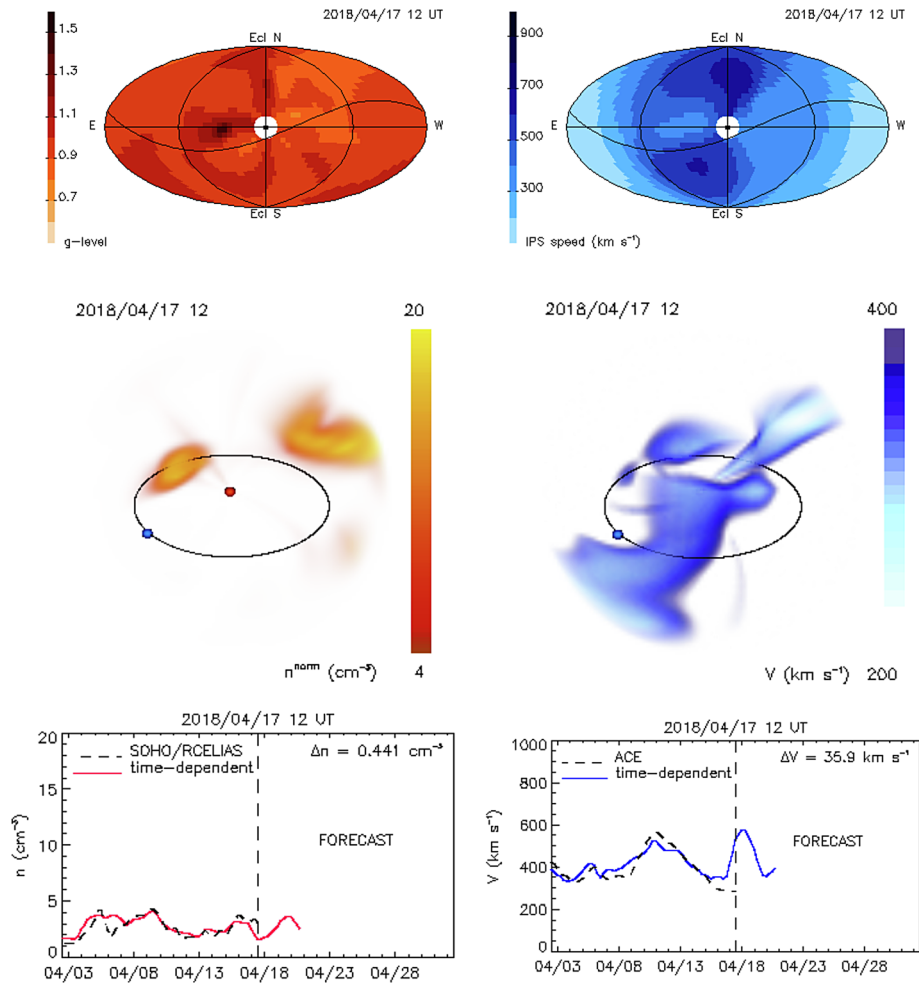 2018/04/17 12 UT
1.5
1.3
1.1
0.9
0.7
g-level
Ecl N
E
W
Ecl S
2018/04/17 12 UT
900
700
500
300
IPS speed (km s⁻¹)
Ecl N
E
W
Ecl S
2018/04/17 12
20
nⁿᵒʳᵐ (cm⁻³)
4
2018/04/17 12
400
V (km s⁻¹)
200
2018/04/17 12 UT
20
15
10
5
0
n (cm⁻³)
SOHO/RCELIAS
time-dependent
Δn = 0.441 cm⁻³
FORECAST
04/03
04/08
04/13
04/18
04/23
04/28
2018/04/17 12 UT
1000
800
600
400
200
0
V (km s⁻¹)
ACE
time-dependent
ΔV = 35.9 km s⁻¹
FORECAST
04/03
04/08
04/13
04/18
04/23
04/28